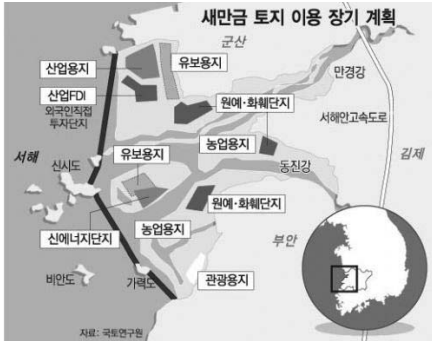 새만금 토지 이용 장기 계획
군산
산업용지
유보용지
만경강
산업FDI
외국인직접
투자단지
원예·화훼단지
서해안고속도로
서해
신시도
유보용지
농업용지
동진강
김제
신에너지단지
농업용지
원예·화훼단지
부안
비안도
가력도
관광용지
자료: 국토연구원